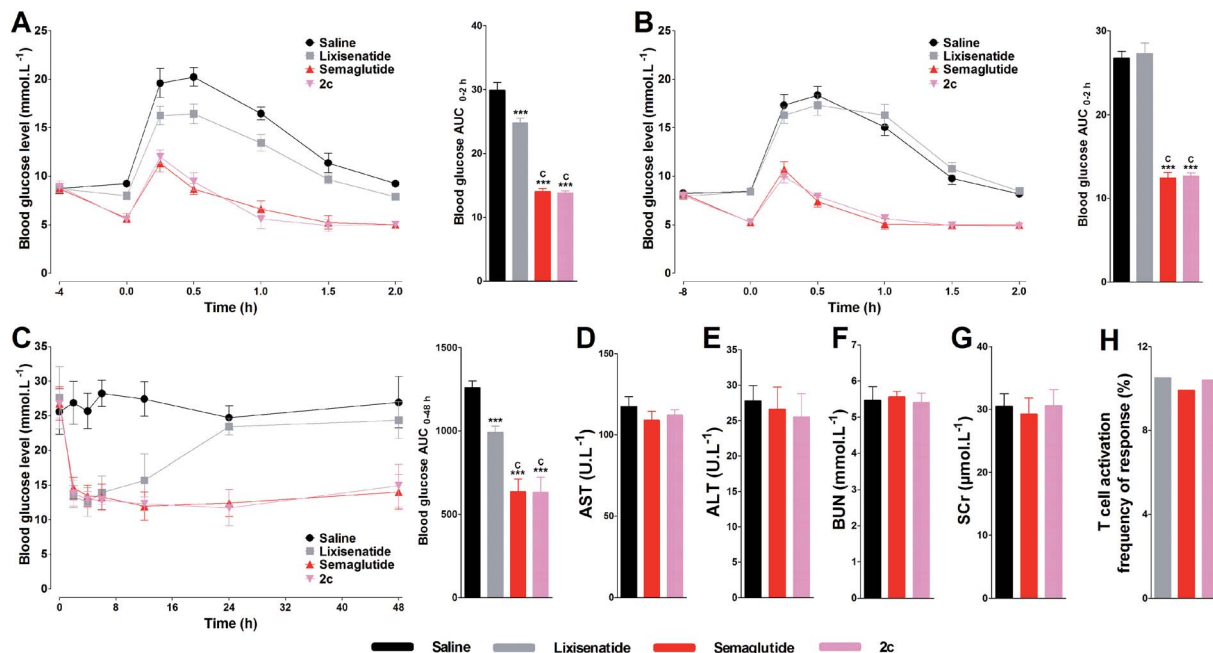 A
Blood glucose level (mmol.L-1)
25
20
15
10
5
0
-4
0.0
0.5
1.0
1.5
2.0
Time (h)
Saline
Lixisenatide
Semaglutide
2c
Blood glucose AUC 0-2 h
40
30
20
10
0
***
C
***
C
***
B
Blood glucose level (mmol.L-1)
25
20
15
10
5
0
-8
0.0
0.5
1.0
1.5
2.0
Time (h)
Saline
Lixisenatide
Semaglutide
2c
Blood glucose AUC 0-2 h
30
20
10
0
C
***
C
***
C
Blood glucose level (mmol.L-1)
35
30
25
20
15
10
5
0
0
8
16
24
32
40
48
Time (h)
Saline
Lixisenatide
Semaglutide
2c
Blood glucose AUC 0-48 h
1500
1000
500
0
***
C
***
C
***
D
AST (U.L-1)
150
100
50
0
E
ALT (U.L-1)
35
30
25
20
15
10
5
0
F
BUN (mmol.L-1)
7
6
5
4
3
2
1
0
G
SCr (μmol.L-1)
40
30
20
10
0
H
T cell activation
frequency of response (%)
12
8
4
0
Saline Lixisenatide Semaglutide 2c